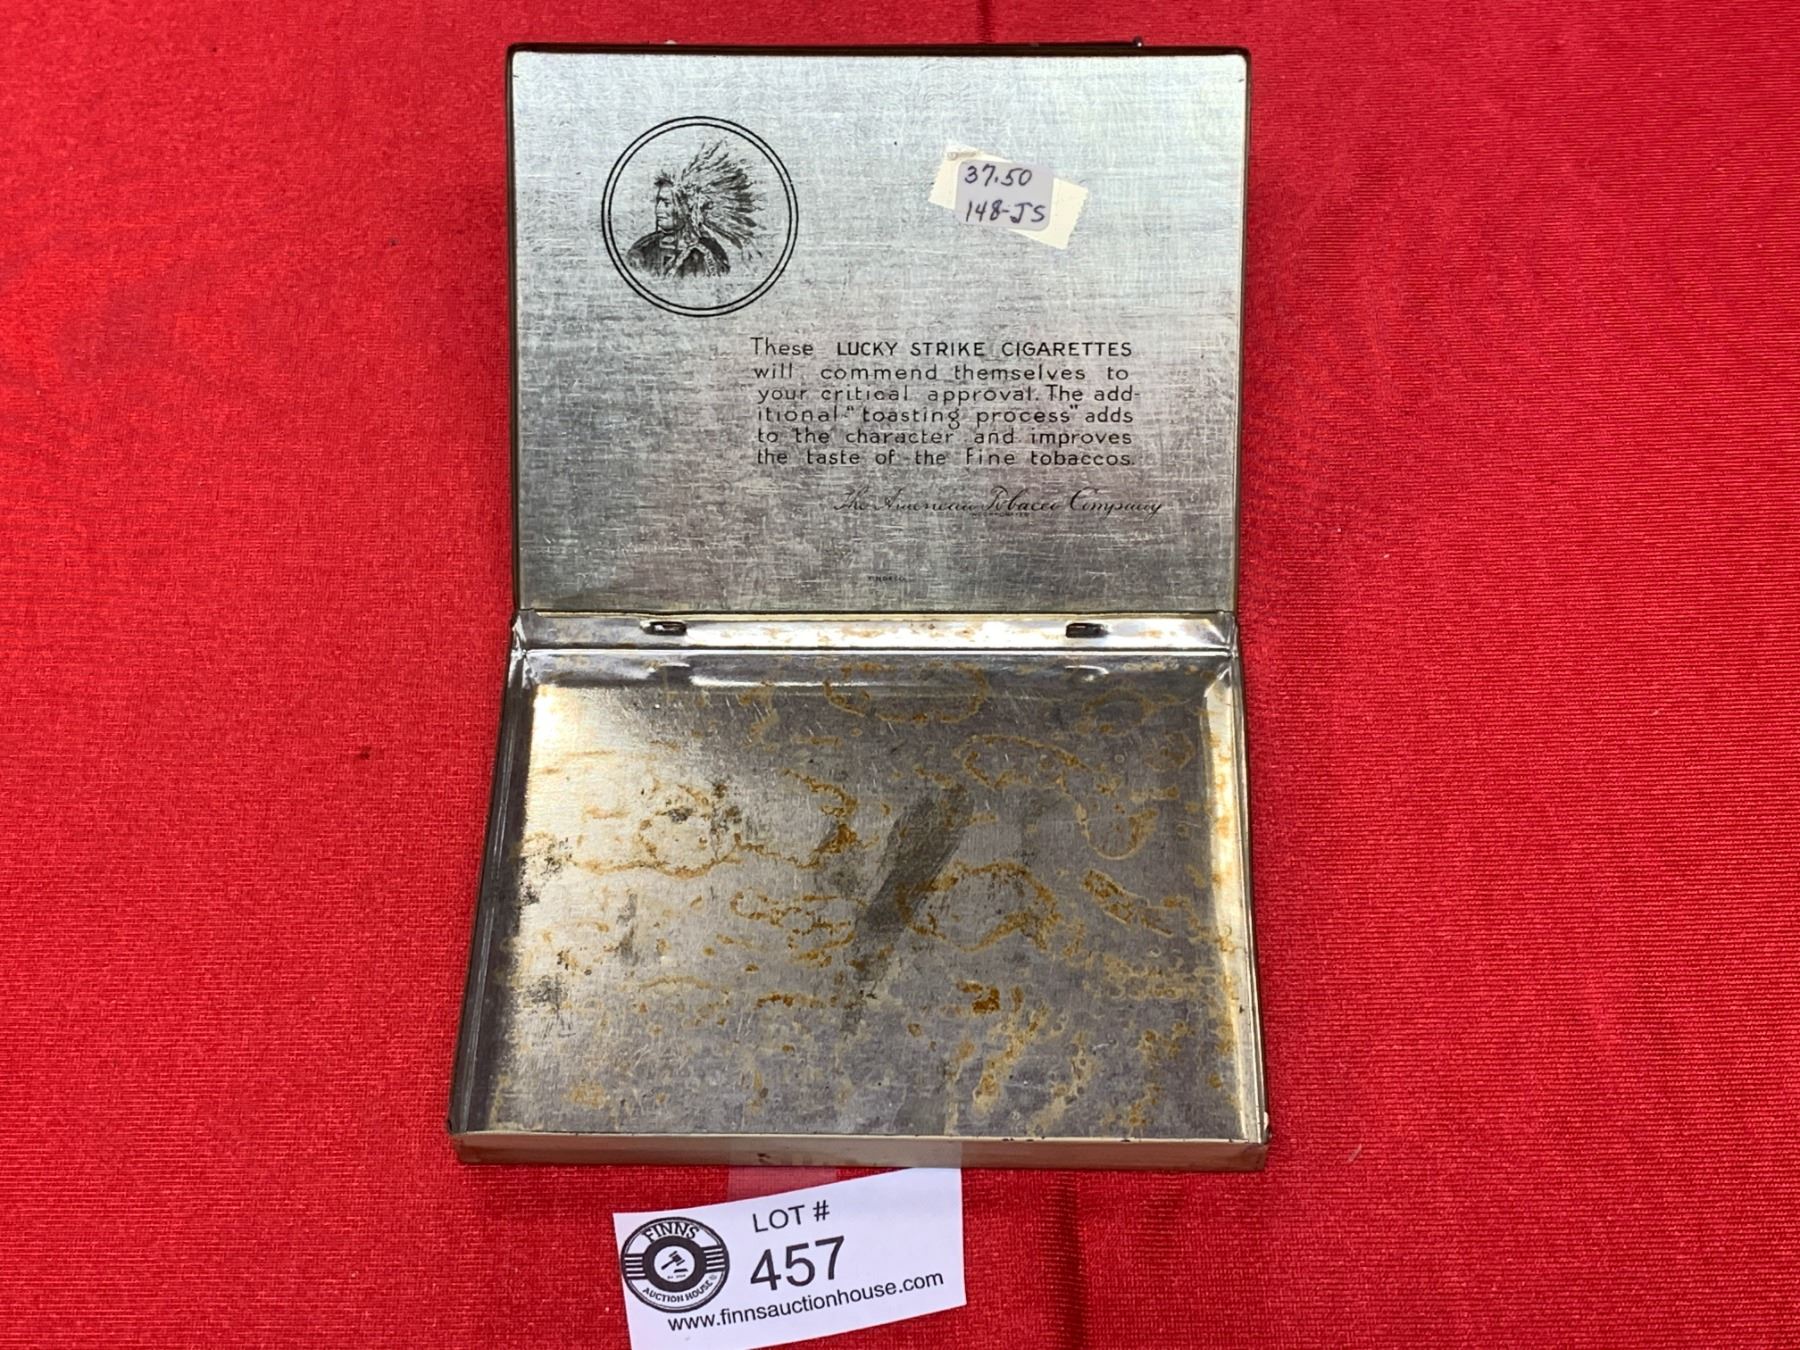 37.50
148-JS
These LUCKY STRIKE CIGARETTES
will commend themselves to
your critical approval. The add-
itional "toasting process" adds
to the character and improves
the taste of the Fine tobaccos.
The American Tobacco Company
FINNS
AUCTION HOUSE
LOT #
457
www.finnsauctionhouse.com